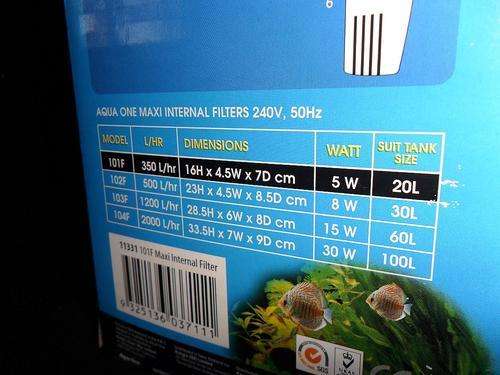 6
AQUA ONE MAXI INTERNAL FILTERS 240V, 50Hz
MODEL L/HR DIMENSIONS WATT SUIT TANK SIZE
101F 350 L/hr 16H x 4.5W x 7D cm 5 W 20L
102F 500 L/hr 23H x 4.5W x 8.5D cm 8 W 30L
103F 1200 L/hr 28.5H x 6W x 8D cm 15 W 60L
104F 2000 L/hr 33.5H x 7W x 9D cm 30 W 100L
11331 101F Maxi Internal Filter
9 325136 037111
SGS